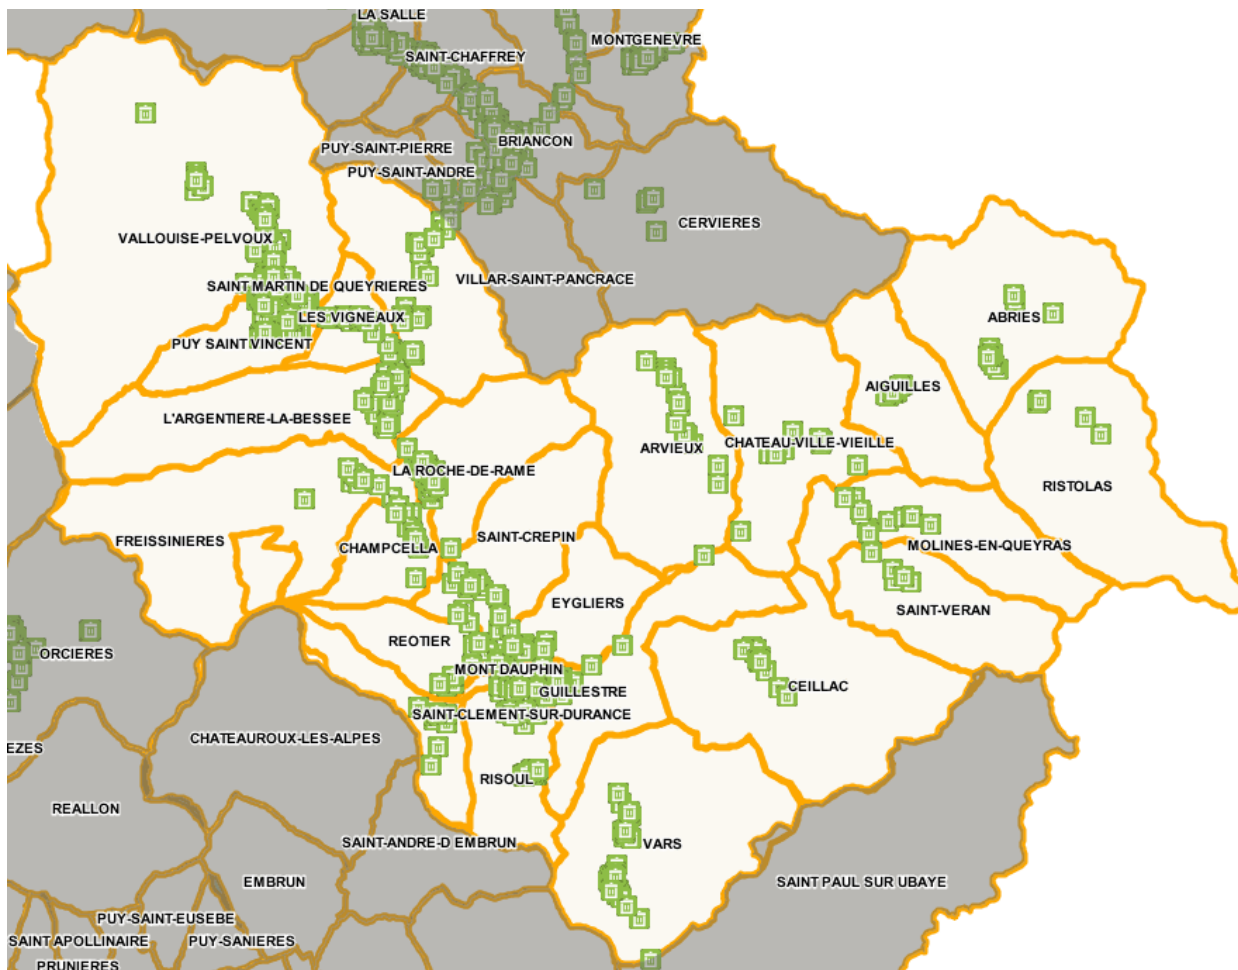 LA SALLE
MONTGENEVRE
SAINT-CHAFFREY
BRIANCON
PUY-SAINT-PIERRE
PUY-SAINT-ANDRE
CERVIERES
VALLOUISE-PELVOUX
VILLAR-SAINT-PANCRACE
SAINT MARTIN DE QUEYRIERES
LES VIGNEAUX
ABRIES
PUY SAINT VINCENT
AIGUILLES
L'ARGENTIERE-LA-BESSEE
CHATEAU-VILLE-VIEILLE
ARVIEUX
LA ROCHE-DE-RAME
RISTOLAS
SAINT-CREPIN
FREISSINIERES
CHAMPCELLA
MOLINES-EN-QUEYRAS
EYGLIERS
SAINT-VERAN
REOTIER
ORCIERES
MONT DAUPHIN
CEILLAC
GUILLESTRE
SAINT-CLEMENT-SUR-DURANCE
CHATEAUROUX-LES-ALPES
EZES
RISOUL
REALLON
SAINT-ANDRE-D EMBRUN
VARS
EMBRUN
SAINT PAUL SUR UBAYE
PUY-SAINT-EUSEBE
SAINT APOLLINAIRE
PUY-SANIERES
PRUNIERES